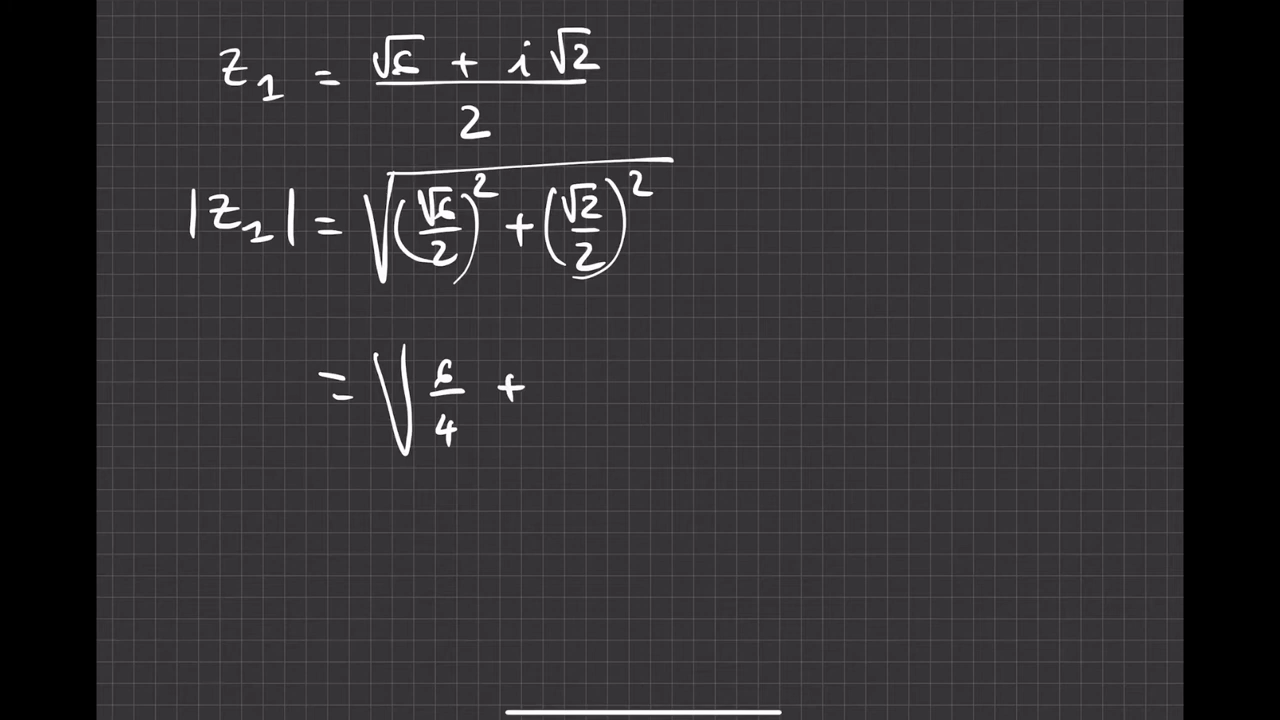 z₁ = (√6 + i√2)/2
|z₁| = √((√6/2)² + (√2/2)²)
= √(6/4 +